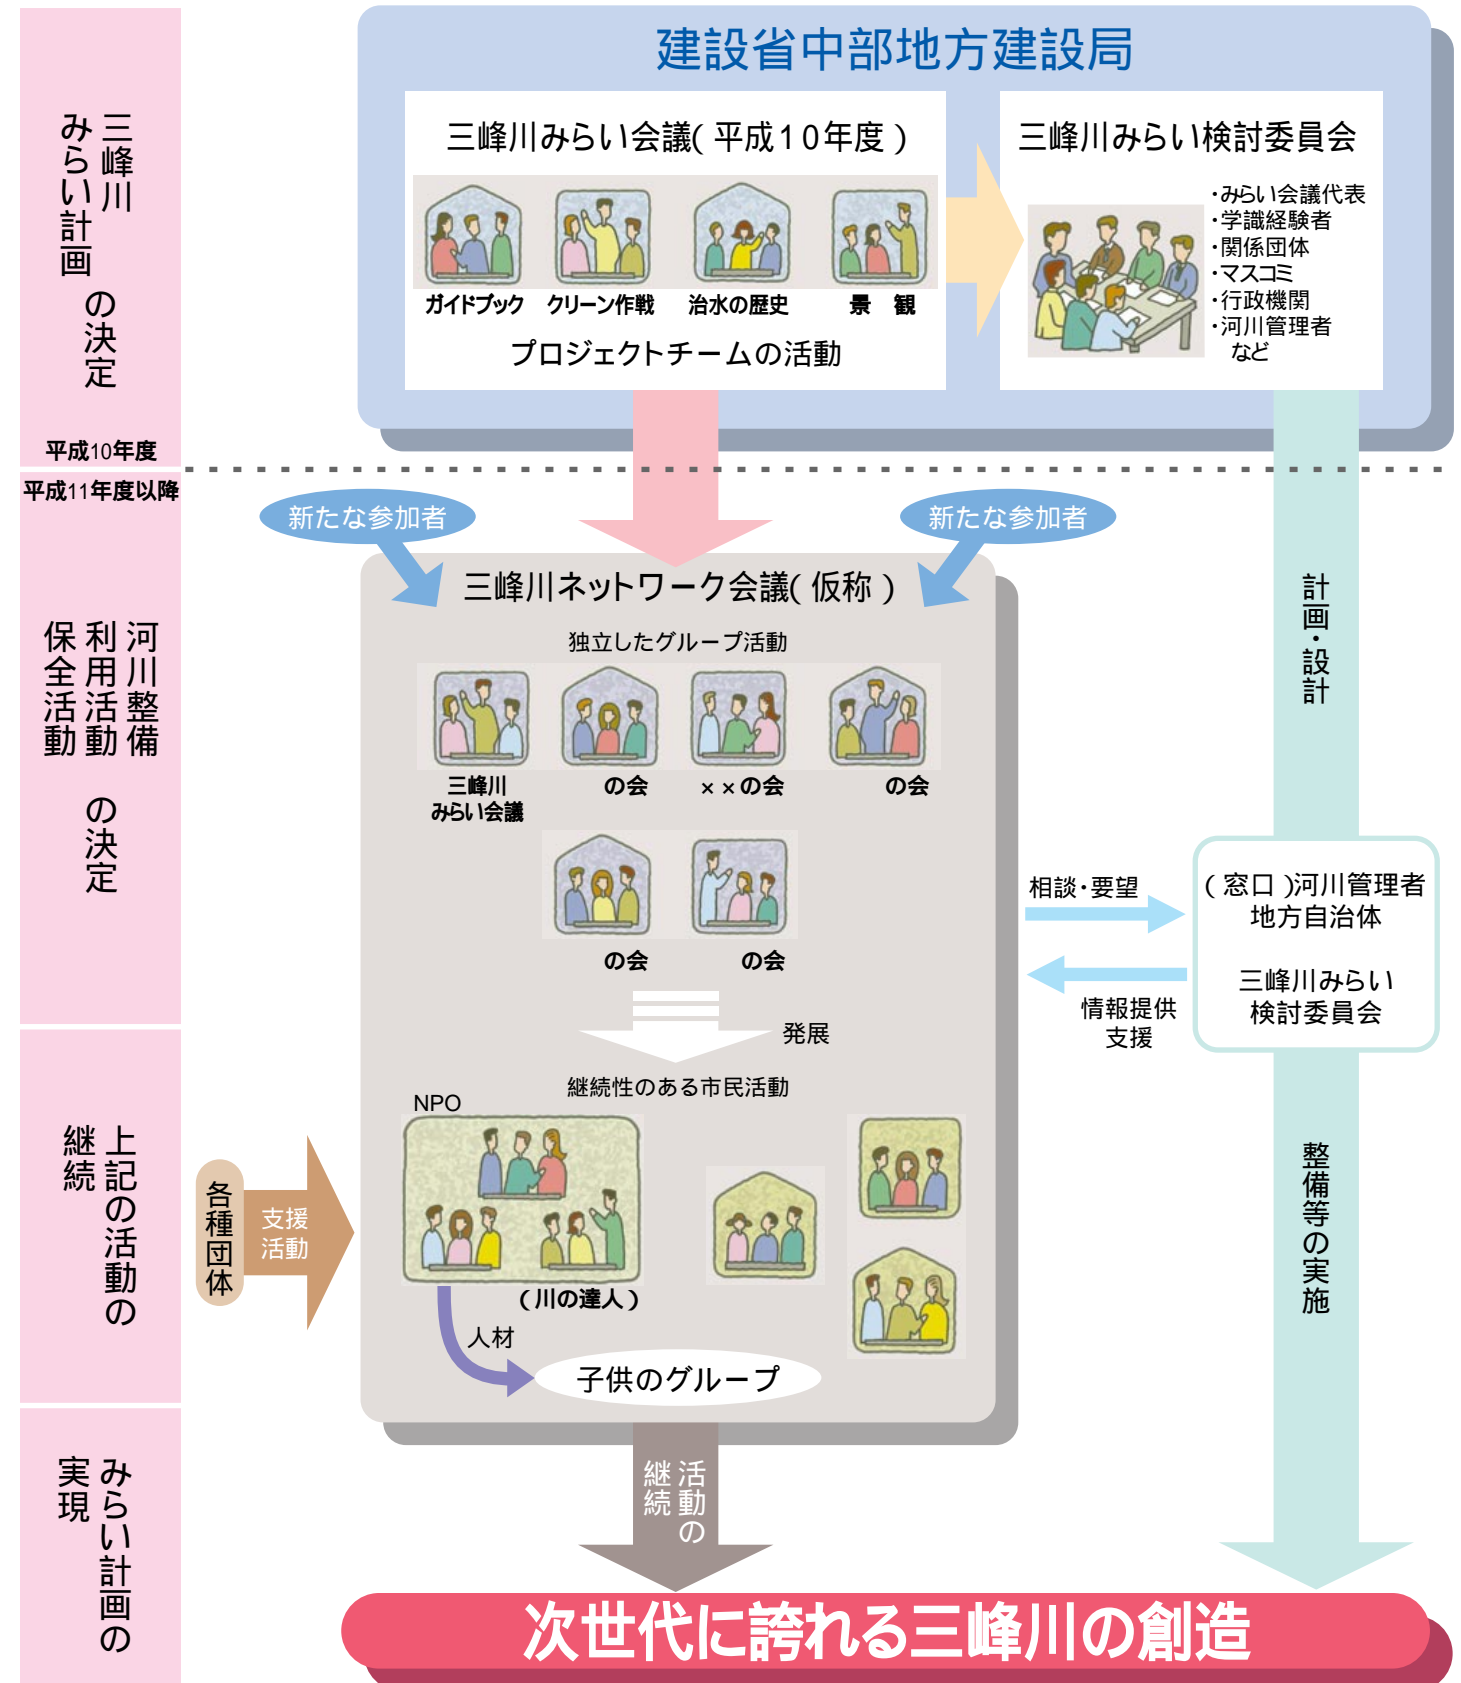 建設省中部地方建設局
三峰川
みらい計画
の決定
平成10年度
三峰川みらい会議(平成10年度)
ガイドブック
クリーン作戦
治水の歴史
景 観
プロジェクトチームの活動
三峰川みらい検討委員会
・みらい会議代表
・学識経験者
・関係団体
・マスコミ
・行政機関
・河川管理者
など
平成11年度以降
河川整備
利用活動
保全活動
の決定
新たな参加者
新たな参加者
三峰川ネットワーク会議(仮称)
独立したグループ活動
三峰川
みらい会議
の会
××の会
の会
の会
の会
発展
計画・設計
相談・要望
情報提供
支援
(窓口)河川管理者
地方自治体
三峰川みらい
検討委員会
上記の活動の
継続
各種団体
支援
活動
継続性のある市民活動
NPO
(川の達人)
人材
子供のグループ
整備等の実施
みらい計画の
実現
活動の
継続
次世代に誇れる三峰川の創造